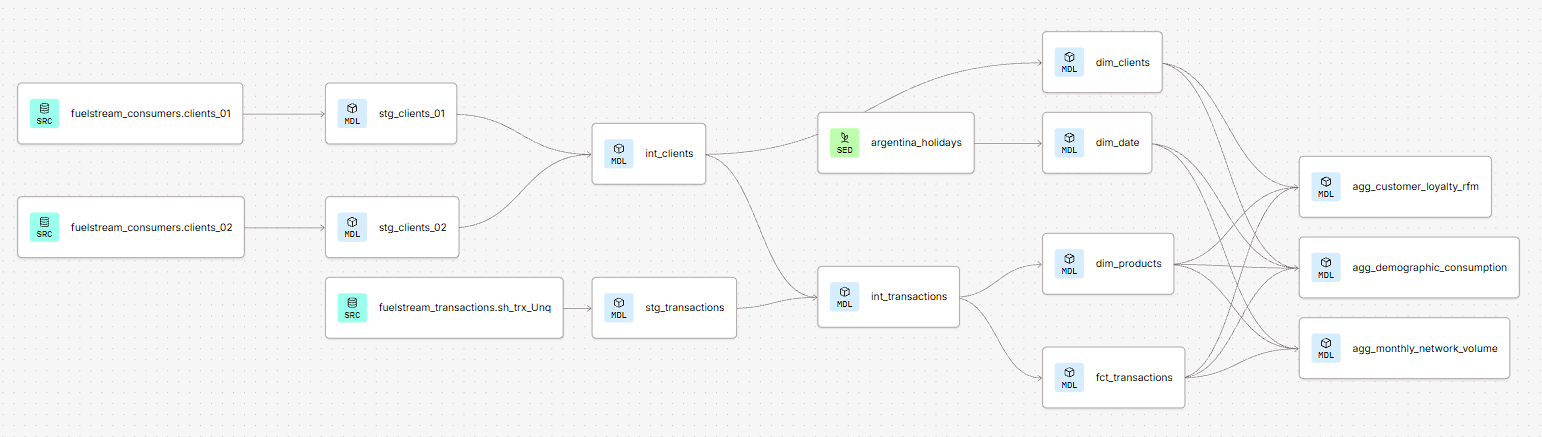 SRC
fuelstream_consumers.clients_01
MDL
stg_clients_01
SRC
fuelstream_consumers.clients_02
MDL
stg_clients_02
SRC
fuelstream_transactions.sh_trx_Unq
MDL
stg_transactions
MDL
int_clients
SED
argentina_holidays
MDL
int_transactions
MDL
dim_clients
MDL
dim_date
MDL
dim_products
MDL
fct_transactions
MDL
agg_customer_loyalty_rfm
MDL
agg_demographic_consumption
MDL
agg_monthly_network_volume